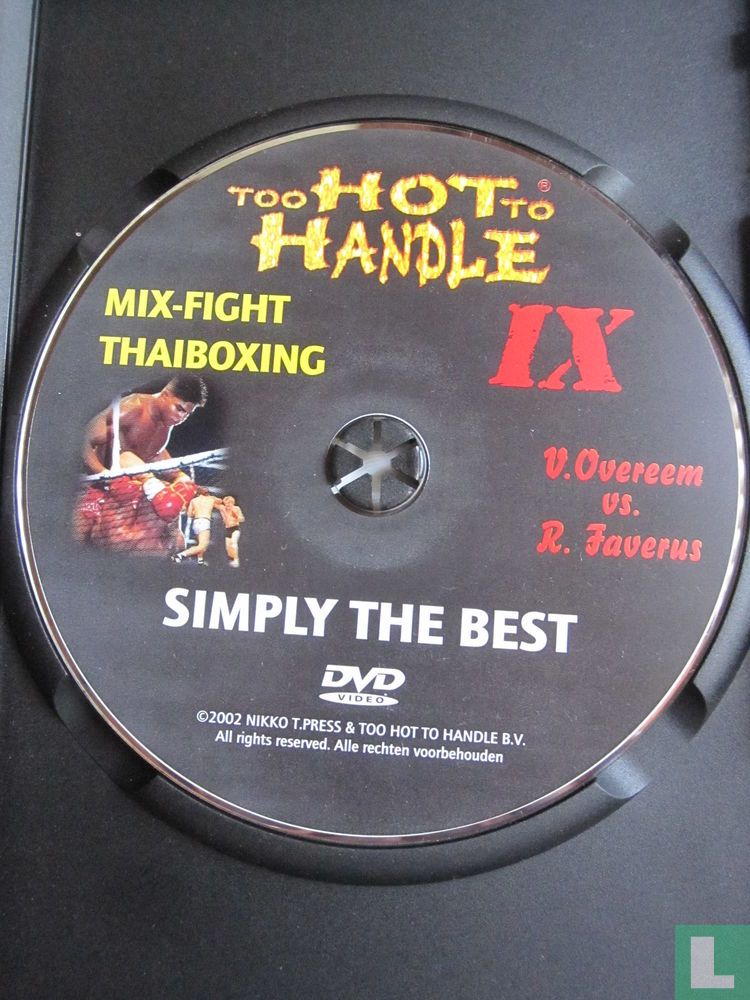 TOO HOT TO
HANDLE®
MIX-FIGHT
THAIBOXING
IX
V.Overeem
vs.
R. Faverus
SIMPLY THE BEST
DVD
VIDEO
©2002 NIKKO T.PRESS & TOO HOT TO HANDLE B.V.
All rights reserved. Alle rechten voorbehouden
L